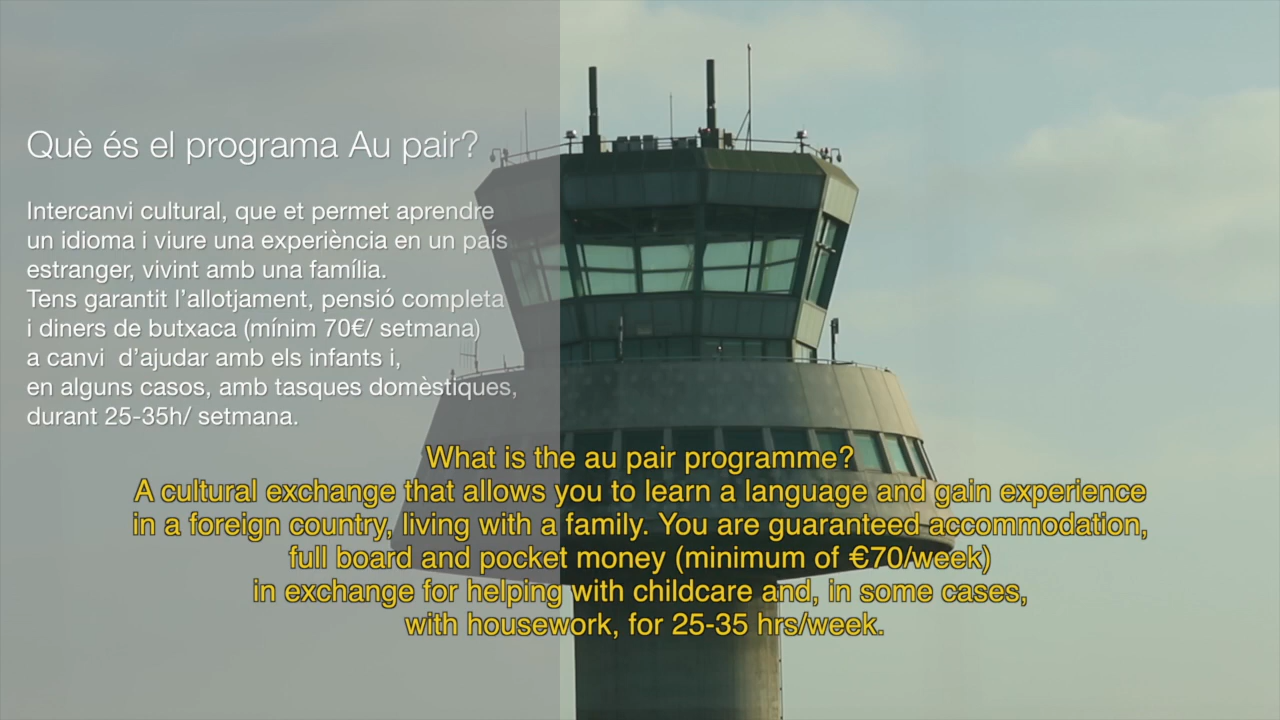 Què és el programa Au pair?
Intercanvi cultural, que et permet aprendre
un idioma i viure una experiència en un país
estranger, vivint amb una família.
Tens garantit l'allotjament, pensió completa
i diners de butxaca (mínim 70€/ setmana)
a canvi  d'ajudar amb els infants i,
en alguns casos, amb tasques domèstiques,
durant 25-35h/ setmana.
What is the au pair programme?
A cultural exchange that allows you to learn a language and gain experience
in a foreign country, living with a family. You are guaranteed accommodation,
full board and pocket money (minimum of €70/week)
in exchange for helping with childcare and, in some cases,
with housework, for 25-35 hrs/week.